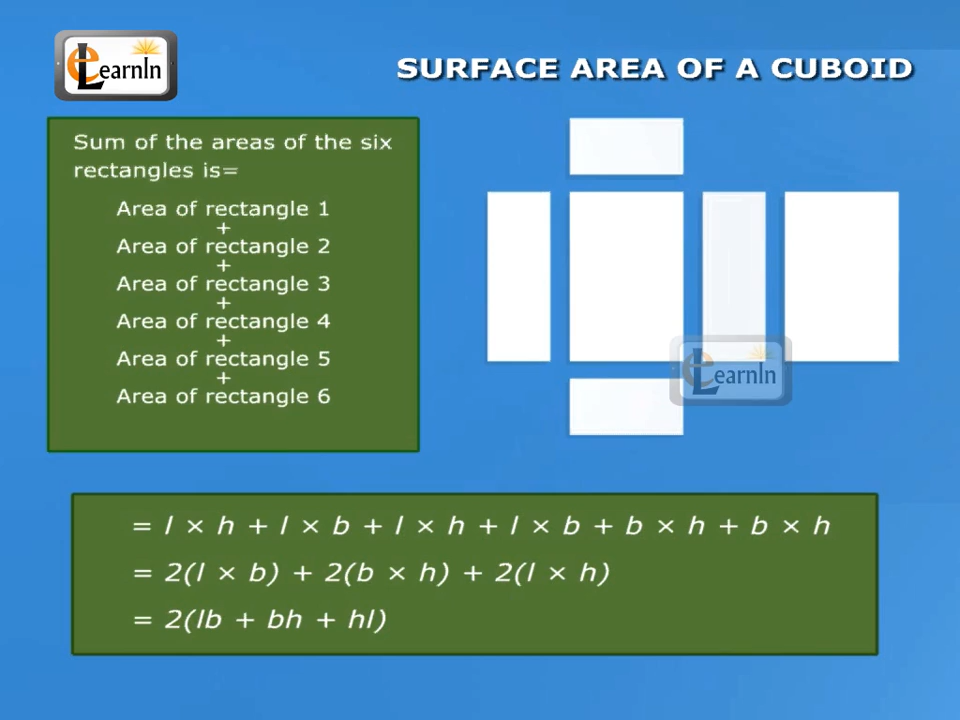 eLearnIn
SURFACE AREA OF A CUBOID
Sum of the areas of the six
rectangles is=
Area of rectangle 1
+
Area of rectangle 2
+
Area of rectangle 3
+
Area of rectangle 4
+
Area of rectangle 5
+
Area of rectangle 6
eLearnIn
= l × h + l × b + l × h + l × b + b × h + b × h
= 2(l × b) + 2(b × h) + 2(l × h)
= 2(lb + bh + hl)